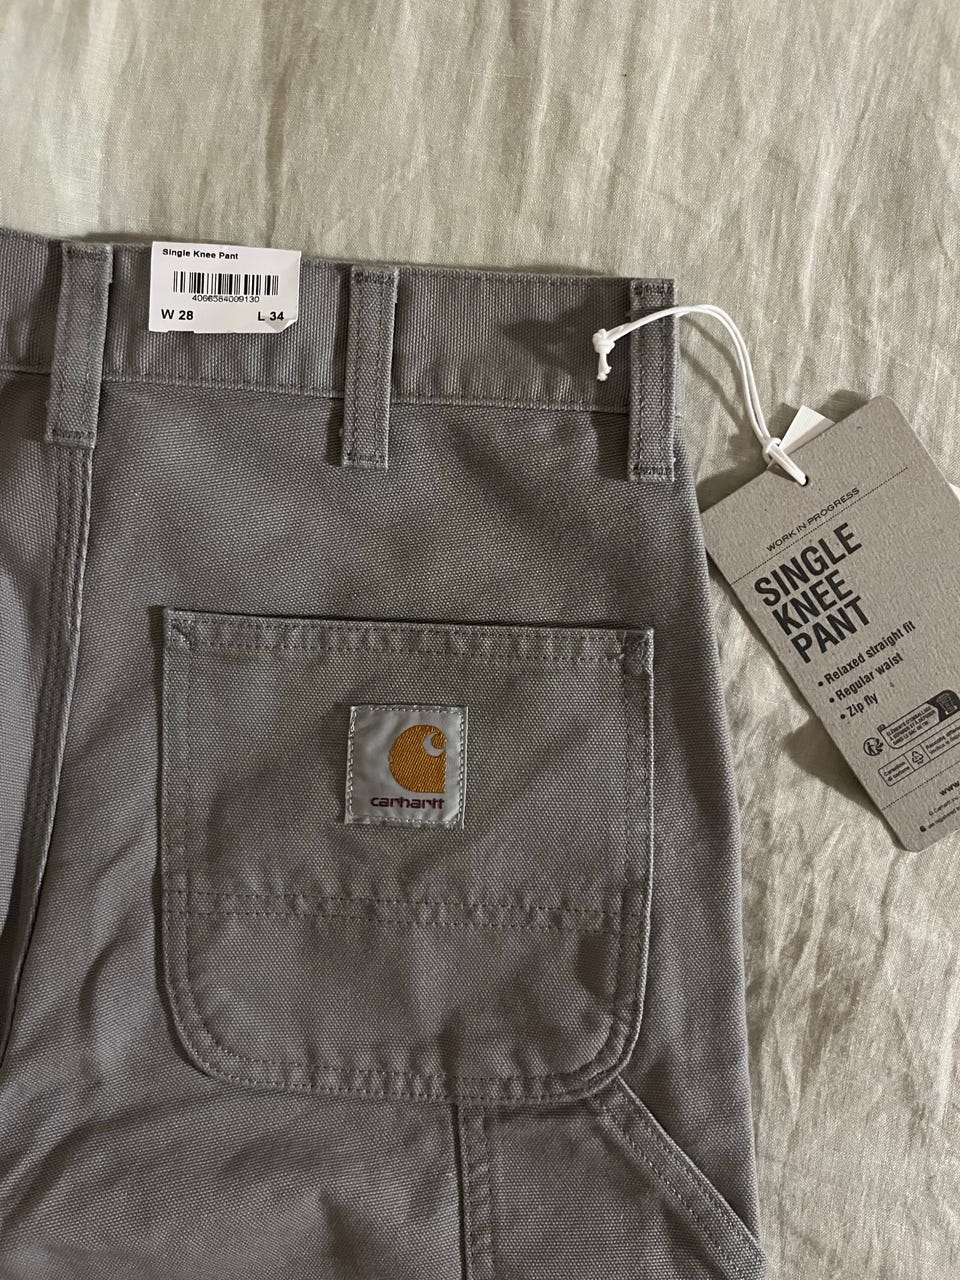 Single Knee Pant
4066584009130
W 28 L 34
WORK IN PROGRESS
SINGLE
KNEE
PANT
• Relaxed straight fit
• Regular waist
• Zip fly
carhartt
www.